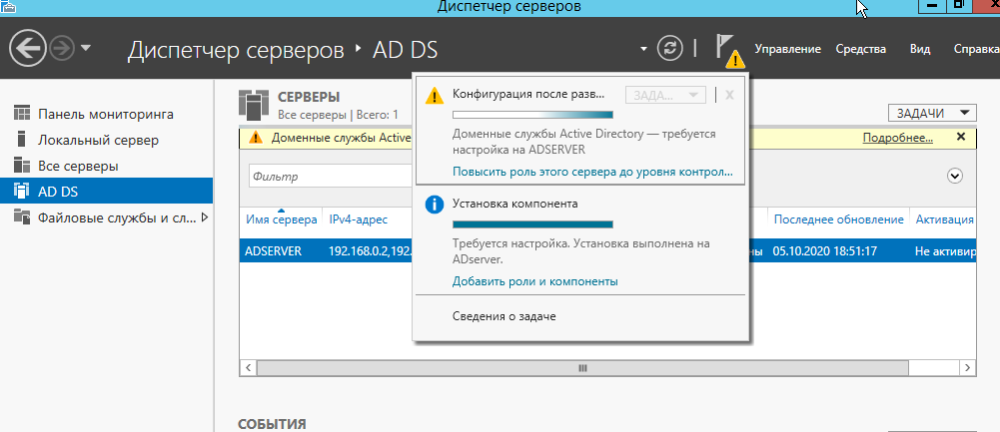 Диспетчер серверов
Диспетчер серверов ‣ AD DS
Управление Средства Вид Справка
Панель мониторинга
Локальный сервер
Все серверы
AD DS
Файловые службы и сл...
СЕРВЕРЫ
Все серверы | Всего: 1
ЗАДАЧИ
Доменные службы Active
Подробнее...
Фильтр
Имя сервера IPv4-адрес
Последнее обновление Активация
ADSERVER 192.168.0.2,192.
ны 05.10.2020 18:51:17 Не активир
Конфигурация после разв...
ЗАДА...
X
Доменные службы Active Directory — требуется
настройка на ADSERVER
Повысить роль этого сервера до уровня контрол...
Установка компонента
Требуется настройка. Установка выполнена на
ADserver.
Добавить роли и компоненты
Сведения о задаче
СОБЫТИЯ